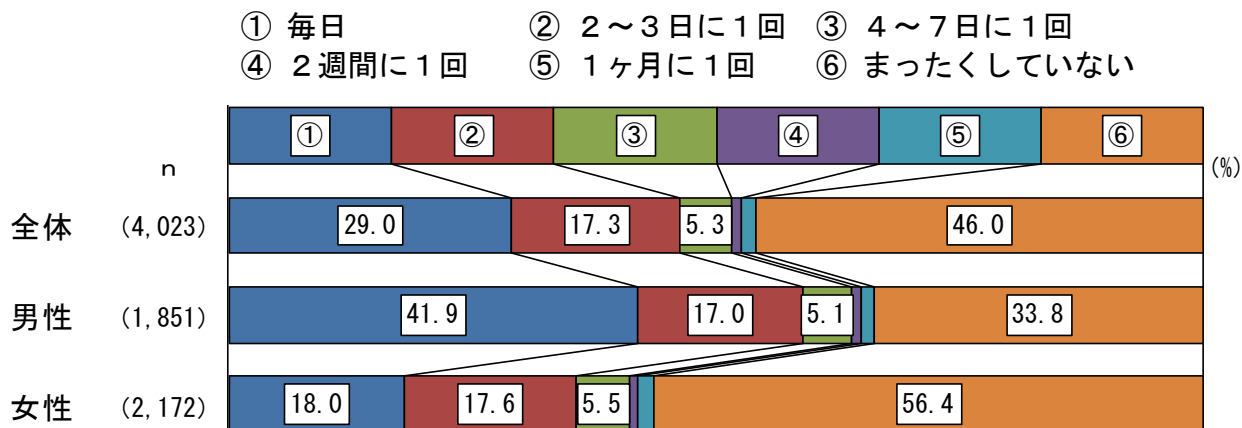 ① 毎日 ② 2～3日に1回 ③ 4～7日に1回
④ 2週間に1回 ⑤ 1ヶ月に1回 ⑥ まったくしていない
① ② ③ ④ ⑤ ⑥
n (%)
全体 (4,023) 29.0 17.3 5.3 46.0
男性 (1,851) 41.9 17.0 5.1 33.8
女性 (2,172) 18.0 17.6 5.5 56.4